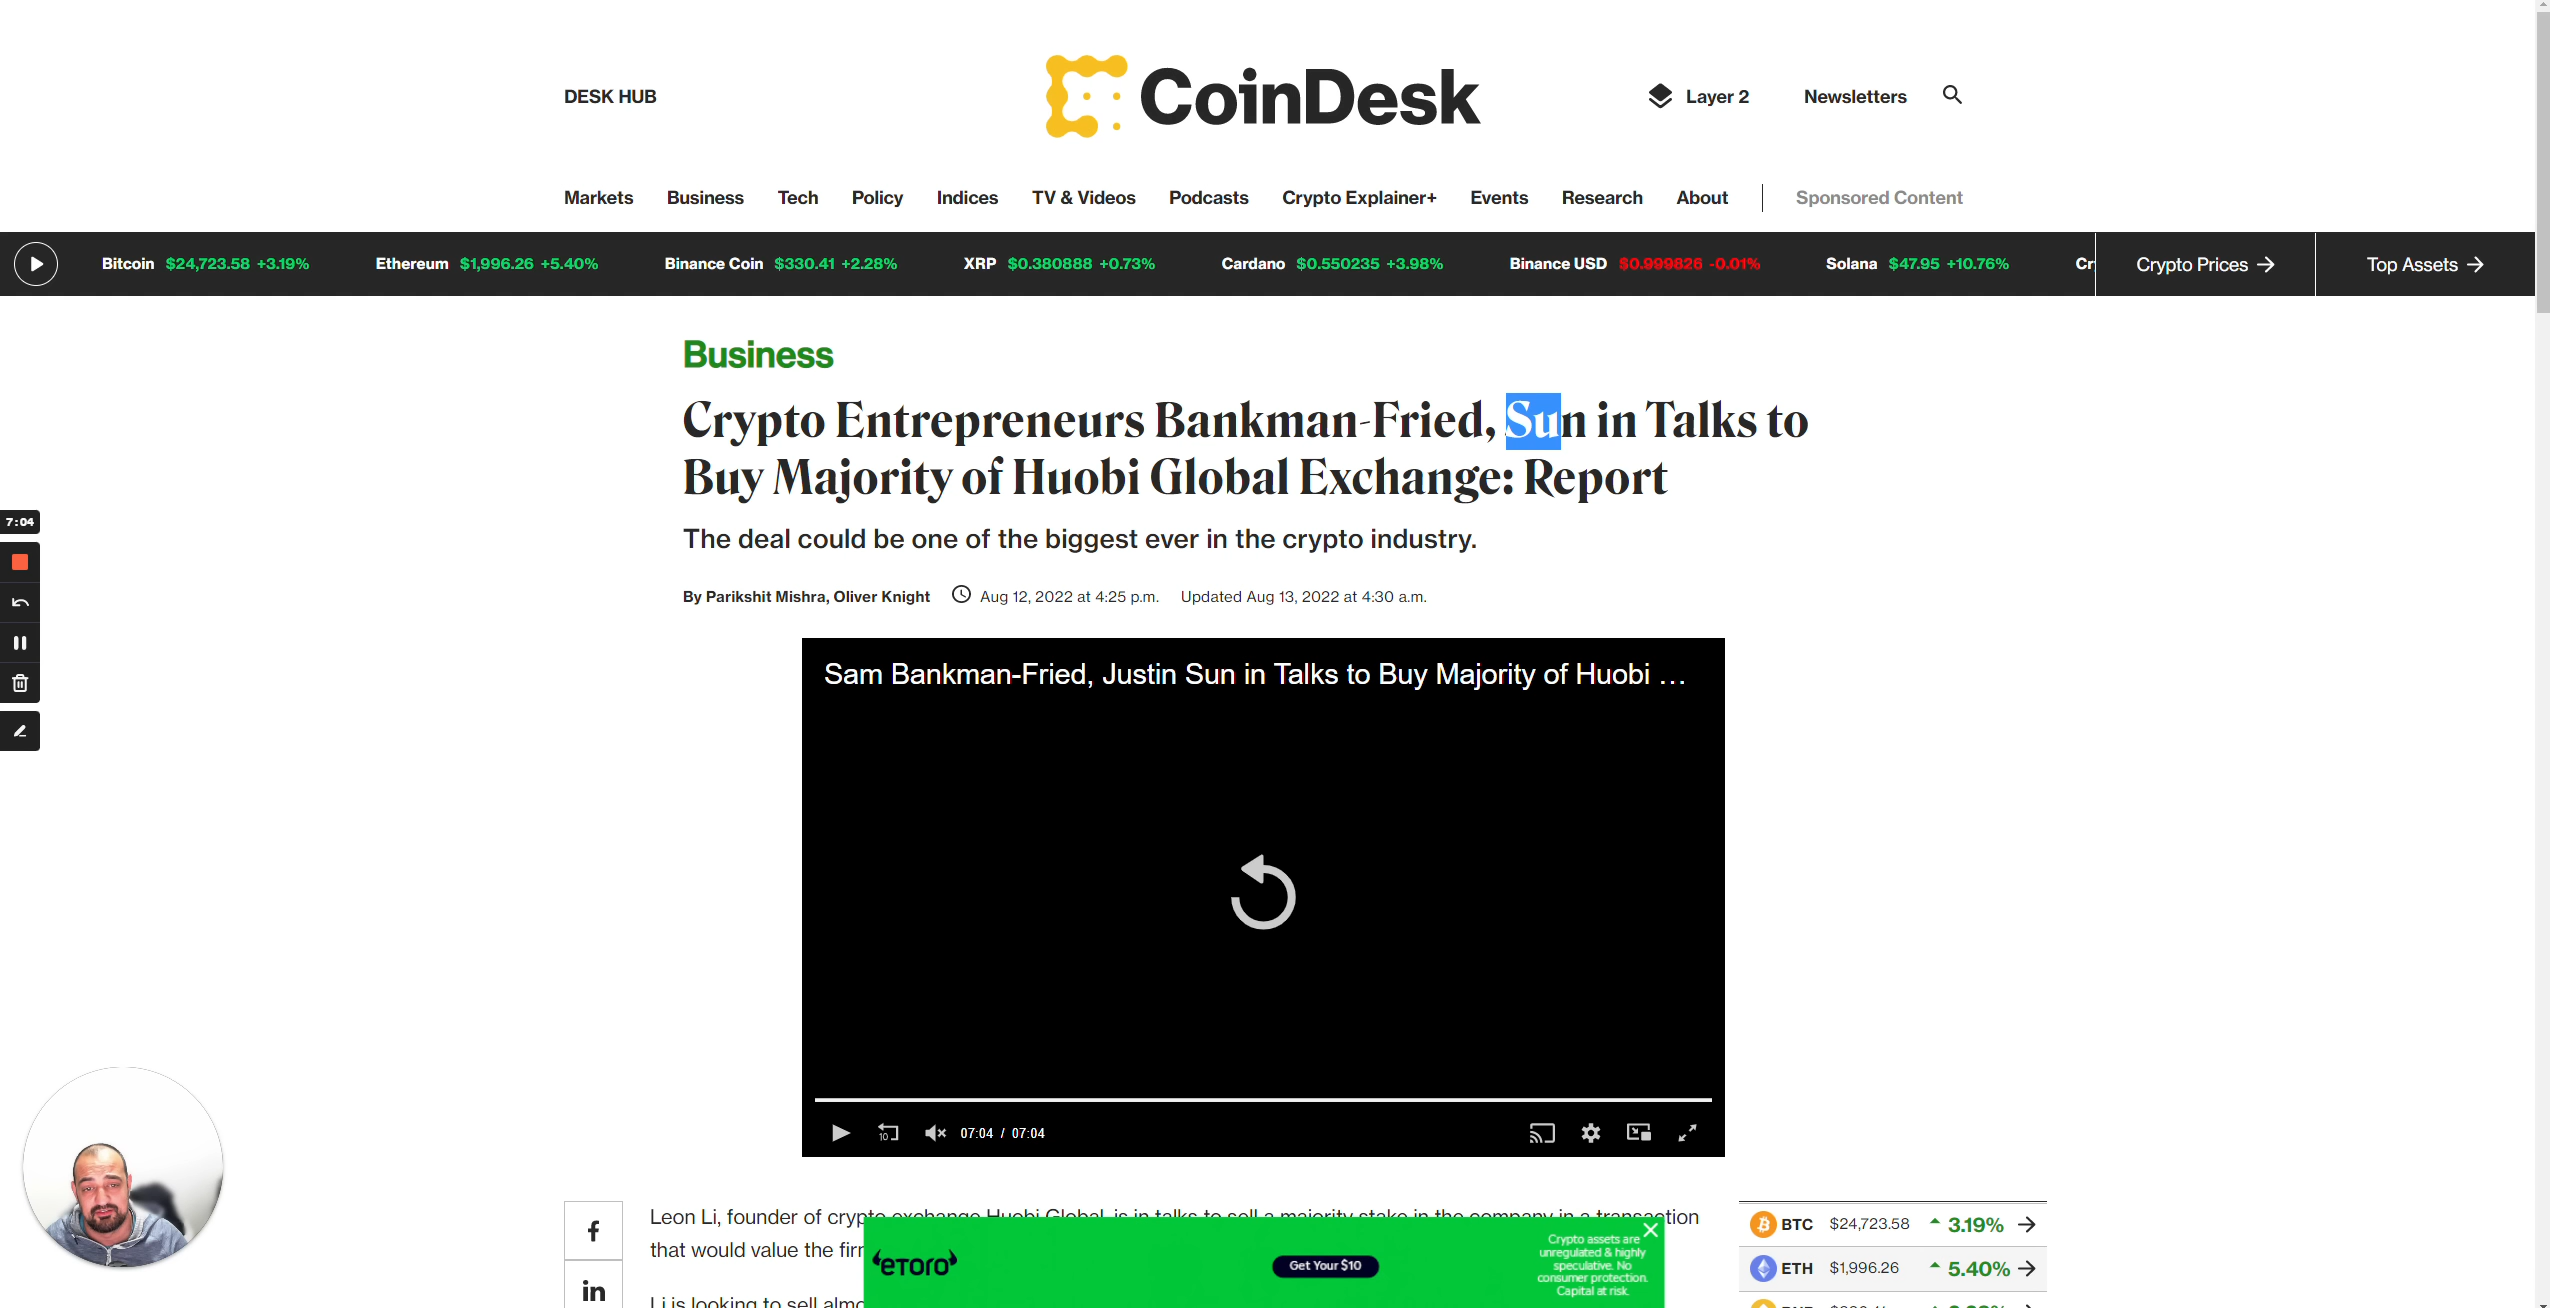 DESK HUB
CoinDesk
Layer 2
Newsletters
Markets Business Tech Policy Indices TV & Videos Podcasts Crypto Explainer+ Events Research About Sponsored Content
Bitcoin $24,723.58 +3.19% Ethereum $1,996.26 +5.40% Binance Coin $330.41 +2.28% XRP $0.380888 +0.73% Cardano $0.550235 +3.98% Binance USD $0.999826 -0.01% Solana $47.95 +10.76% Cr Crypto Prices → Top Assets →
Business
Crypto Entrepreneurs Bankman-Fried, Sun in Talks to
Buy Majority of Huobi Global Exchange: Report
The deal could be one of the biggest ever in the crypto industry.
By Parikshit Mishra, Oliver Knight Aug 12, 2022 at 4:25 p.m. Updated Aug 13, 2022 at 4:30 a.m.
7:04
Sam Bankman-Fried, Justin Sun in Talks to Buy Majority of Huobi …
10 07:04 / 07:04
Leon Li, founder of crypto exchange Huobi Global, is in talks to sell a majority stake in the company in a transaction
that would value the fir
Li is looking to sell almo
f
in
eToro
Get Your $10
Crypto assets are
unregulated & highly
speculative. No
consumer protection.
Capital at risk.
BTC $24,723.58 3.19% →
ETH $1,996.26 5.40% →